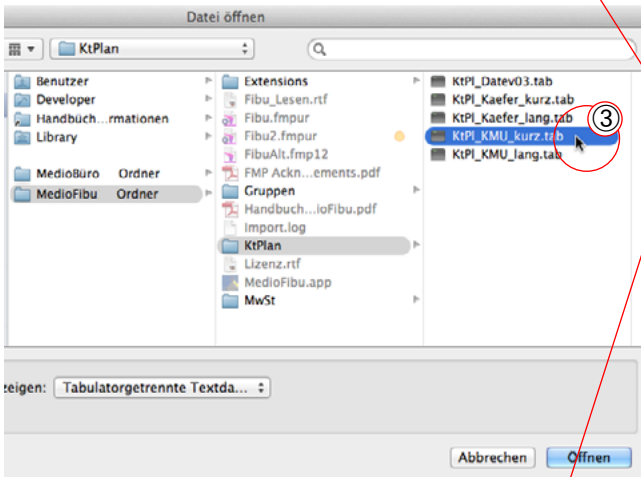 Datei öffnen
KtPlan
Benutzer
Developer
Handbüch...rmationen
Library
MedioBüro Ordner
MedioFibu Ordner
Extensions
Fibu_Lesen.rtf
Fibu.fmpur
Fibu2.fmpur
FibuAlt.fmp12
FMP Ackn...ements.pdf
Gruppen
Handbuch...ioFibu.pdf
Import.log
KtPlan
Lizenz.rtf
MedioFibu.app
MwSt
KtPl_Datev03.tab
KtPl_Kaefer_kurz.tab
KtPl_Kaefer_lang.tab
KtPl_KMU_kurz.tab
KtPl_KMU_lang.tab
3
zeigen: Tabulatorgetrennte Textda...
Abbrechen Öffnen